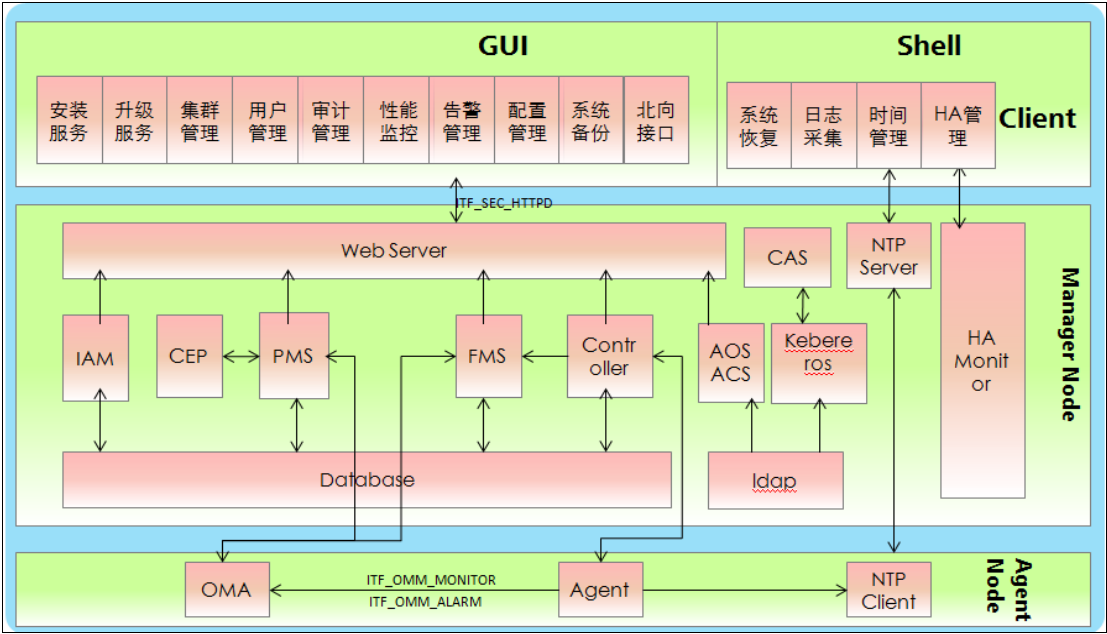 GUI
Shell
安装
服务
升级
服务
集群
管理
用户
管理
审计
管理
性能
监控
告警
管理
配置
管理
系统
备份
北向
接口
系统
恢复
日志
采集
时间
管理
HA管
理
Client
ITF_SEC_HTTPD
Web Server
CAS
NTP
Server
HA
Monit
or
Manager Node
IAM
CEP
PMS
FMS
Contr
oller
AOS
ACS
Kebere
ros
Database
ldap
OMA
ITF_OMM_MONITOR
ITF_OMM_ALARM
Agent
NTP
Client
Agent
Node